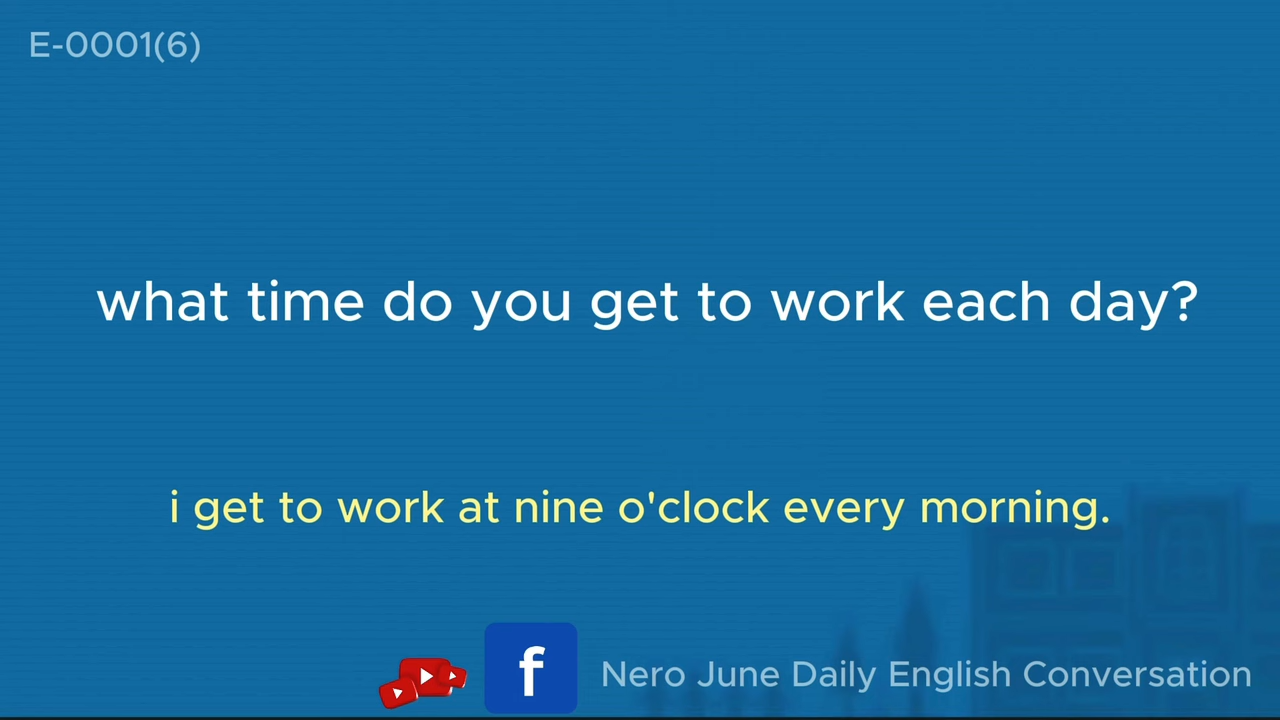 E-0001(6)
what time do you get to work each day?
i get to work at nine o'clock every morning.
f
Nero June Daily English Conversation